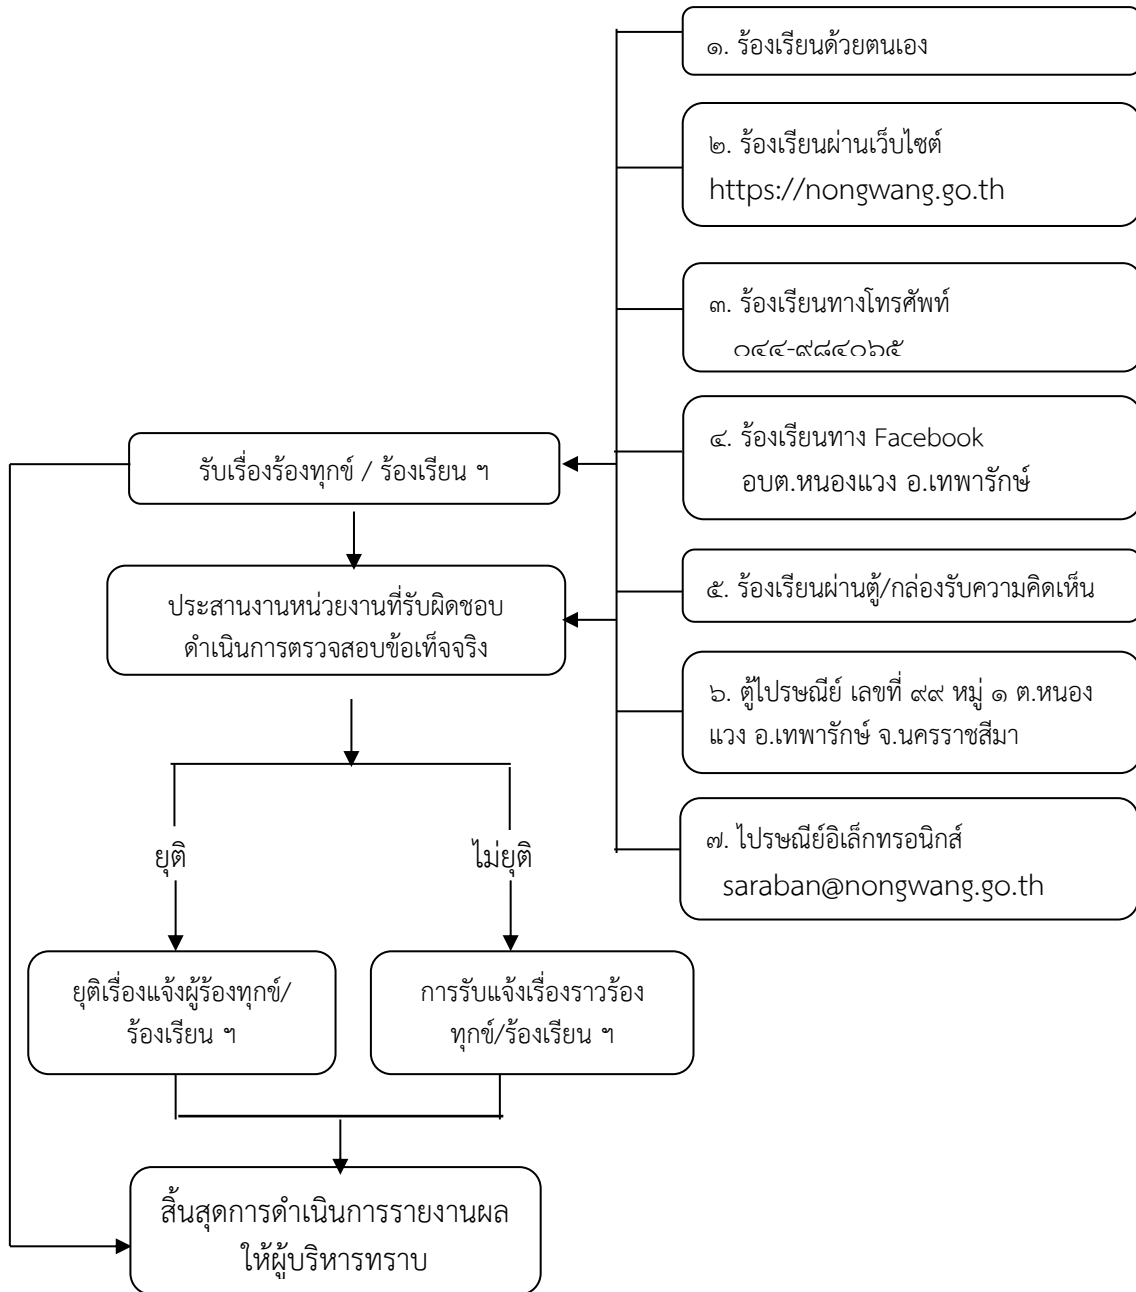 ๑. ร้องเรียนด้วยตนเอง
๒. ร้องเรียนผ่านเว็บไซต์
https://nongwang.go.th
๓. ร้องเรียนทางโทรศัพท์
๐๔๔-๙๘๔๐๖๕
๔. ร้องเรียนทาง Facebook
อบต.หนองแวง อ.เทพารักษ์
๕. ร้องเรียนผ่านตู้/กล่องรับความคิดเห็น
๖. ตู้ไปรษณีย์ เลขที่ ๙๙ หมู่ ๑ ต.หนอง
แวง อ.เทพารักษ์ จ.นครราชสีมา
๗. ไปรษณีย์อิเล็กทรอนิกส์
saraban@nongwang.go.th
รับเรื่องร้องทุกข์ / ร้องเรียน ฯ
ประสานงานหน่วยงานที่รับผิดชอบ
ดำเนินการตรวจสอบข้อเท็จจริง
ยุติ
ไม่ยุติ
ยุติเรื่องแจ้งผู้ร้องทุกข์/
ร้องเรียน ฯ
การรับแจ้งเรื่องราวร้อง
ทุกข์/ร้องเรียน ฯ
สิ้นสุดการดำเนินการรายงานผล
ให้ผู้บริหารทราบ